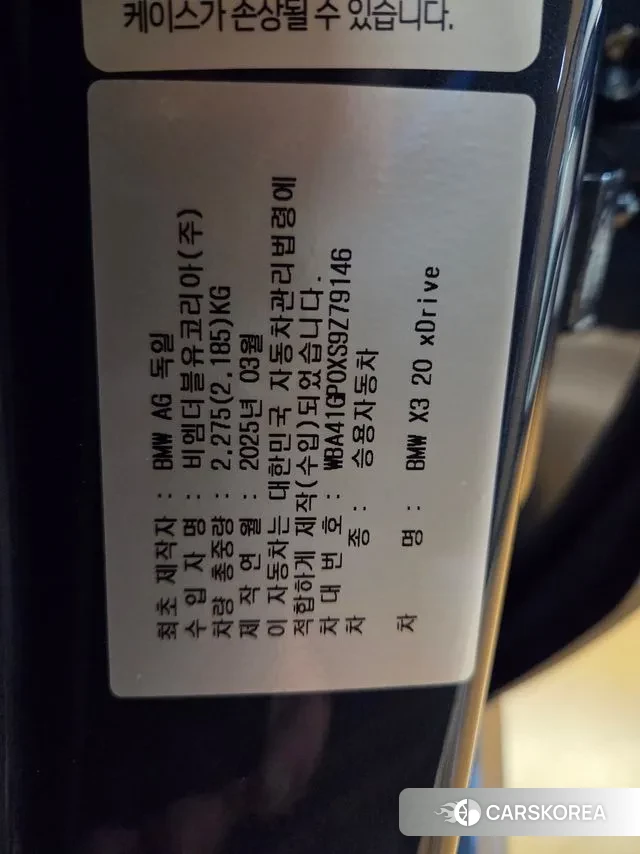 케이스가 손상될 수 있습니다.
최초 제작자 : BMW AG 독일
수 입 자 명 : 비엠더블유코리아(주)
차량 총중량 : 2,275(2,185)KG
제 작 연 월 : 2025년 03월
이 자동차는 대한민국 자동차관리법령에
적합하게 제작(수입)되었습니다.
차 대 번 호 : WBA41GP0XS9Z79146
차 종 : 승용자동차
차 명 : BMW X3 20 xDrive
CARSKOREA